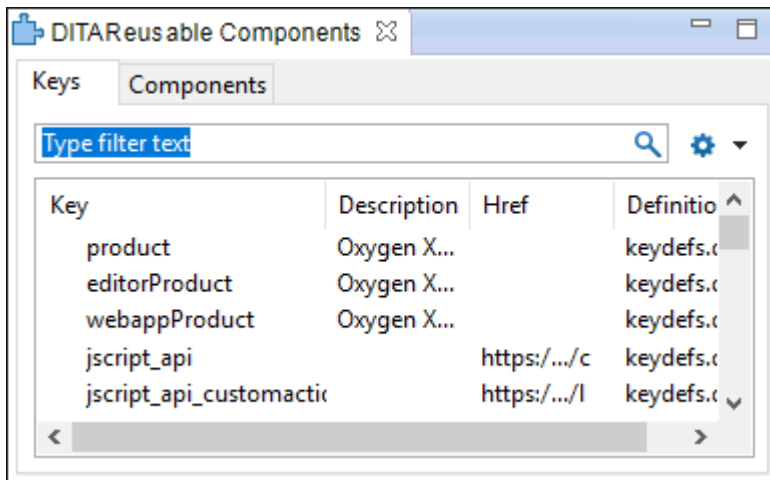 DITAReusable Components
Keys Components
Type filter text
Key Description Href Definitio
product Oxygen X... keydefs.c
editorProduct Oxygen X... keydefs.c
webappProduct Oxygen X... keydefs.c
jscript_api https:/.../c keydefs.c
jscript_api_customactic https:/.../l keydefs.c